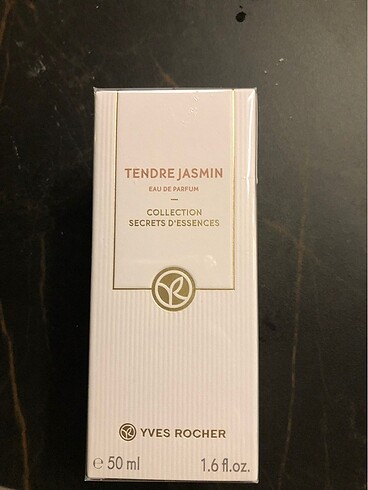 TENDRE JASMIN
EAU DE PARFUM
—
COLLECTION
SECRETS D'ESSENCES
YVES ROCHER
℮ 50 ml 1.6 fl.oz.